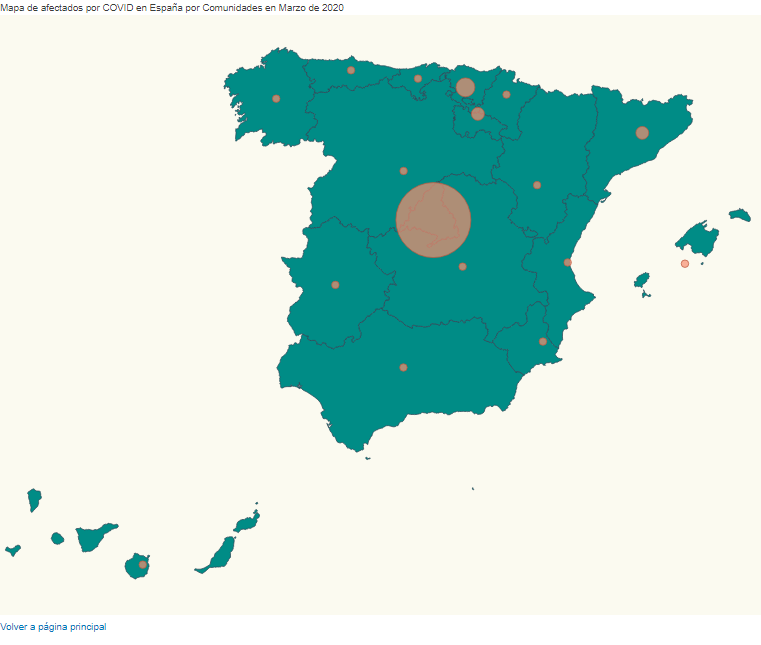 Mapa de afectados por COVID en España por Comunidades en Marzo de 2020
Volver a página principal